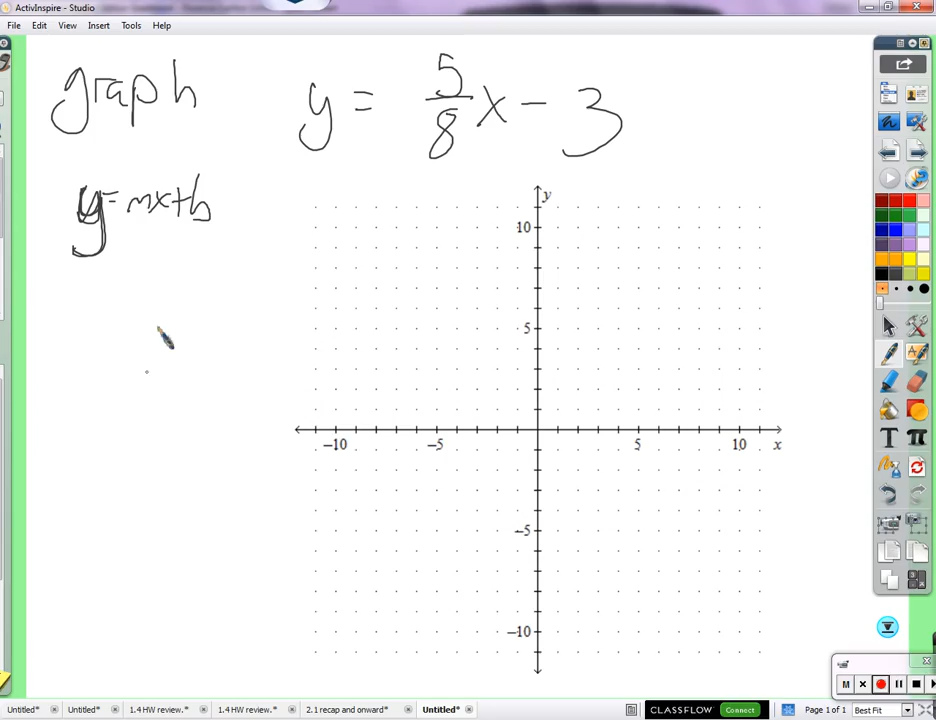 ActivInspire - Studio
File Edit View Insert Tools Help
graph y = 5/8 x - 3
y = mx + b
y
10
5
-10 -5 5 10 x
-5
-10
M
Untitled* Untitled* 1.4 HW review.* 1.4 HW review.* 2.1 recap and onward* Untitled* CLASSFLOW Connect Page 1 of 1 Best Fit